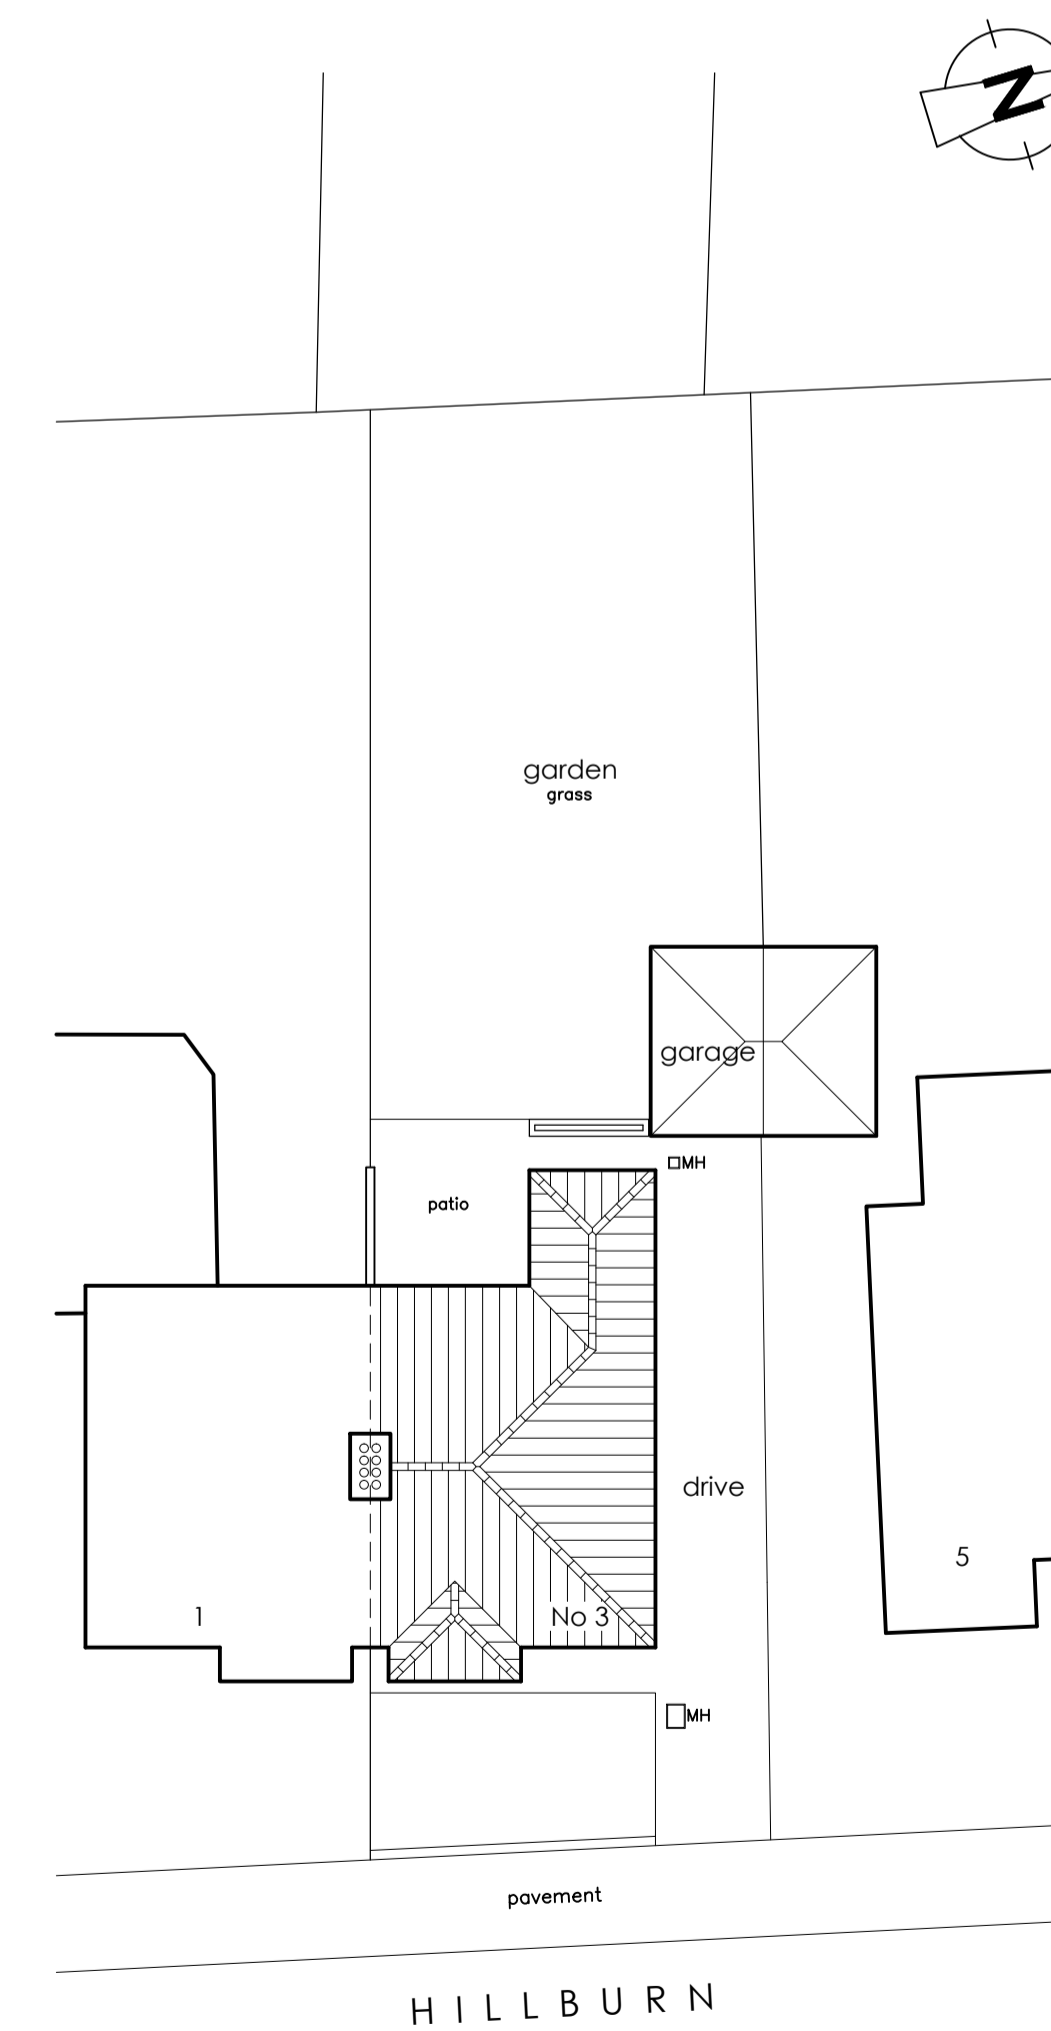 N
garden
grass
garage
MH
patio
drive
5
1
No 3
MH
pavement
HILLBURN